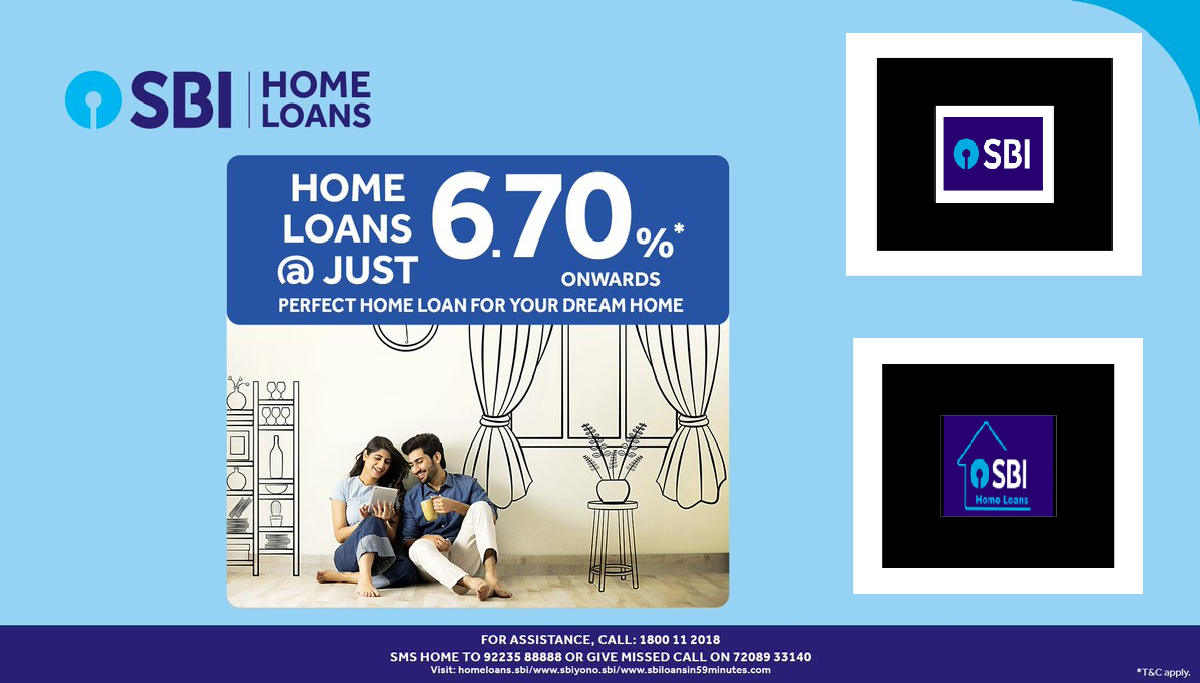 SBI
HOME
LOANS
HOME
LOANS
@ JUST
6.70%*
ONWARDS
PERFECT HOME LOAN FOR YOUR DREAM HOME
SBI
SBI
Home Loans
FOR ASSISTANCE, CALL: 1800 11 2018
SMS HOME TO 92235 88888 OR GIVE MISSED CALL ON 72089 33140
Visit: homeloans.sbi/www.sbiyono.sbi/www.sbiloansin59minutes.com
*T&C apply.